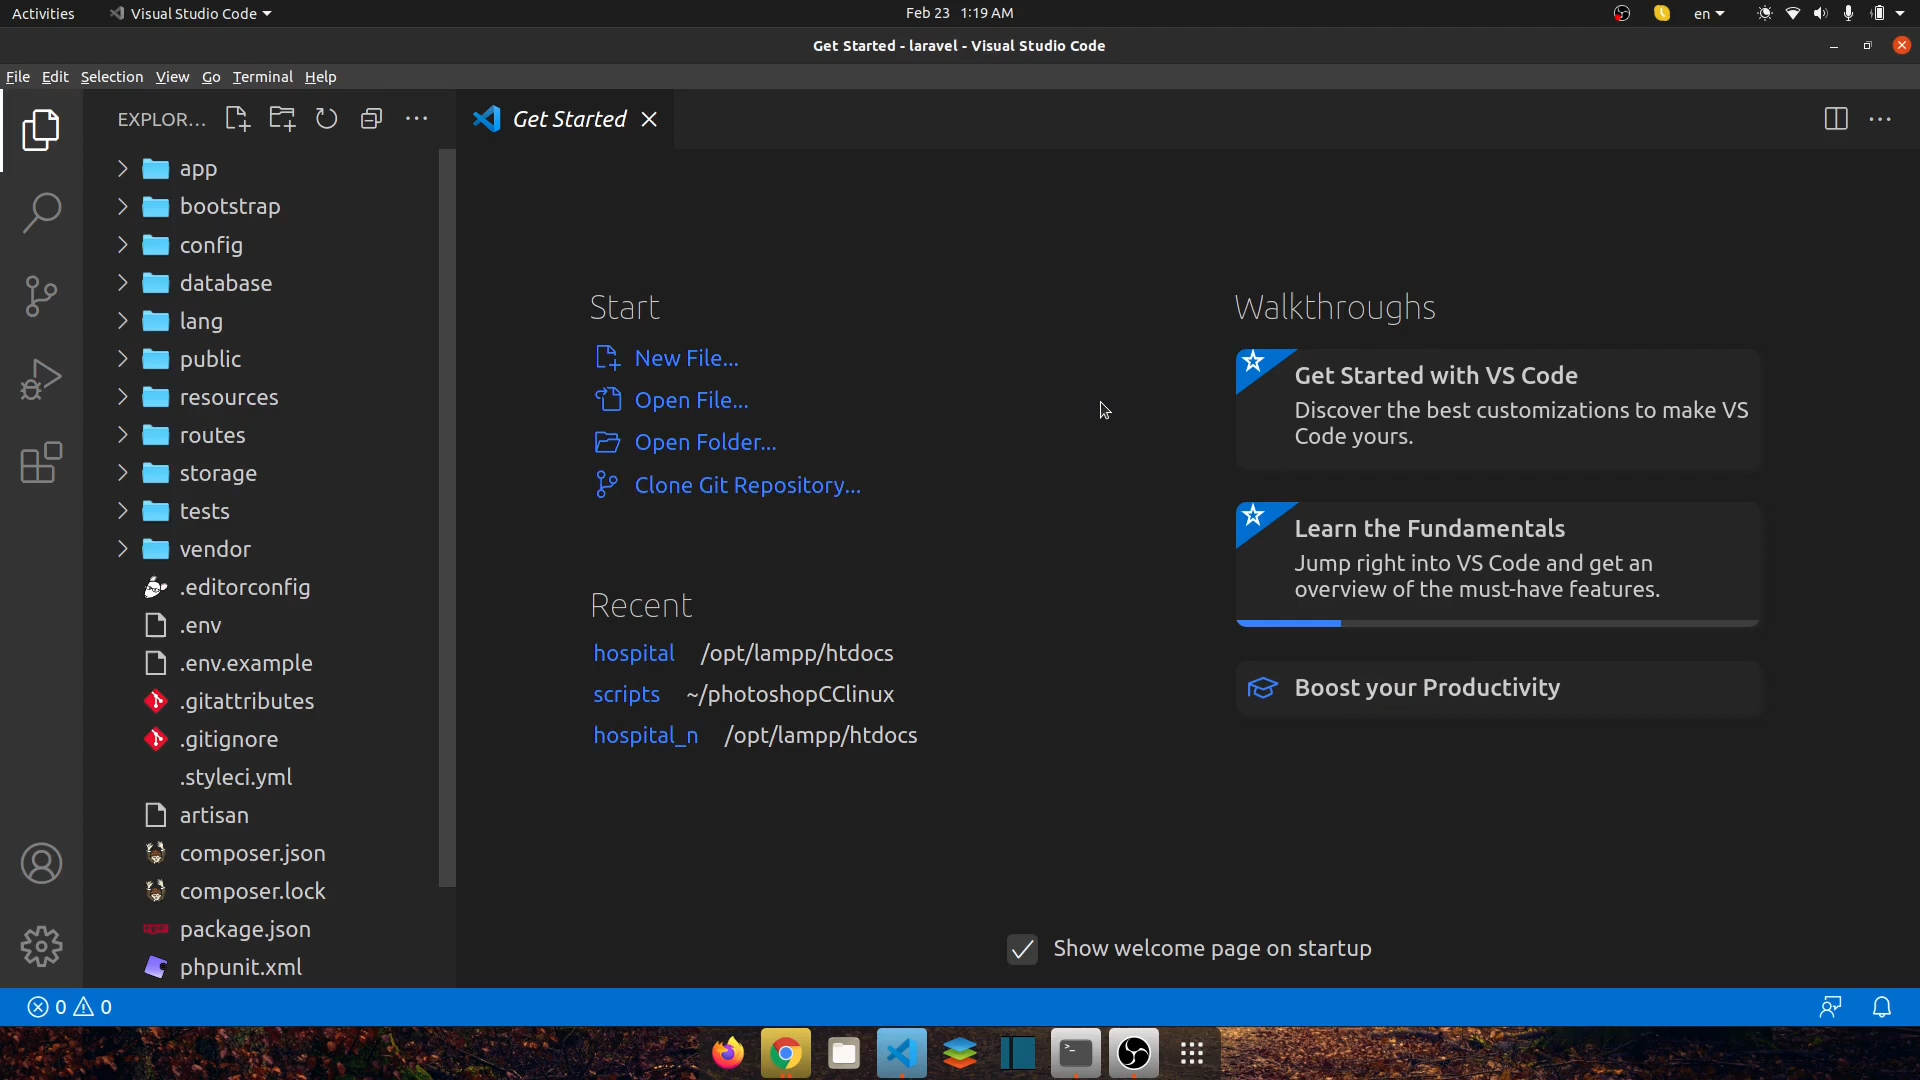 Activities Visual Studio Code Feb 23 1:19 AM en
Get Started - laravel - Visual Studio Code
File Edit Selection View Go Terminal Help
EXPLOR... Get Started
app
bootstrap
config
database
lang
public
resources
routes
storage
tests
vendor
.editorconfig
.env
.env.example
.gitattributes
.gitignore
.styleci.yml
artisan
composer.json
composer.lock
package.json
phpunit.xml
Start
New File...
Open File...
Open Folder...
Clone Git Repository...
Recent
hospital /opt/lampp/htdocs
scripts ~/photoshopCClinux
hospital_n /opt/lampp/htdocs
Walkthroughs
Get Started with VS Code
Discover the best customizations to make VS
Code yours.
Learn the Fundamentals
Jump right into VS Code and get an
overview of the must-have features.
Boost your Productivity
Show welcome page on startup
0 0